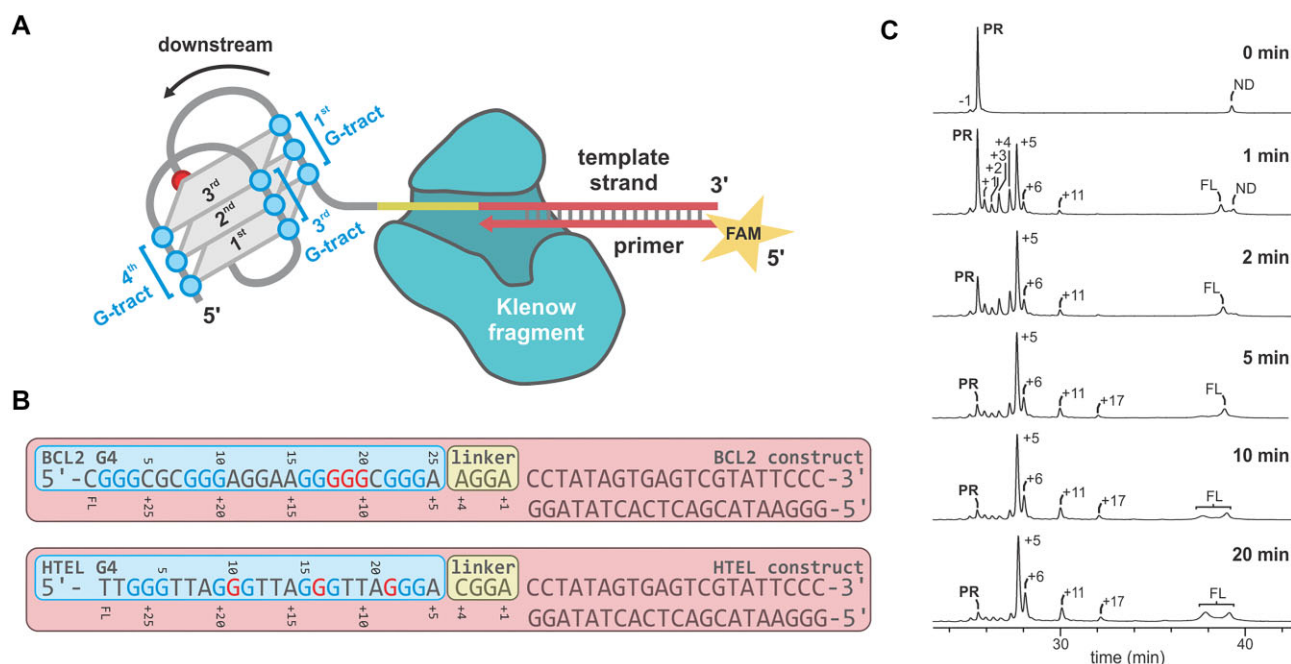 A
downstream
1st
G-tract
3rd
2nd
1st
3rd
G-tract
4th
G-tract
5'
template
strand
3'
primer
FAM
5'
Klenow
fragment
B
BCL2 G4 5 10 15 20 25 linker BCL2 construct
5'-CGGGCGCGGGAGGAAGGGGGCGGGA AGGA CCTATAGTGAGTCGTATTCCC-3'
FL +25 +20 +15 +10 +5 +4 +1 GGATATCACTCAGCATAAGGG-5'
HTEL G4 5 10 15 20 linker HTEL construct
5'- TTGGGTTAGGGTTAGGGTTAGGGA CGGA CCTATAGTGAGTCGTATTCCC-3'
FL +25 +20 +15 +10 +5 +4 +1 GGATATCACTCAGCATAAGGG-5'
C
PR
0 min
-1
ND
1 min
PR
+1
+2
+3
+4
+5
+6
+11
FL
ND
2 min
PR
+5
+6
+11
FL
5 min
PR
+5
+6
+11
+17
FL
10 min
PR
+5
+6
+11
+17
FL
20 min
PR
+5
+6
+11
+17
FL
30
40
time (min)